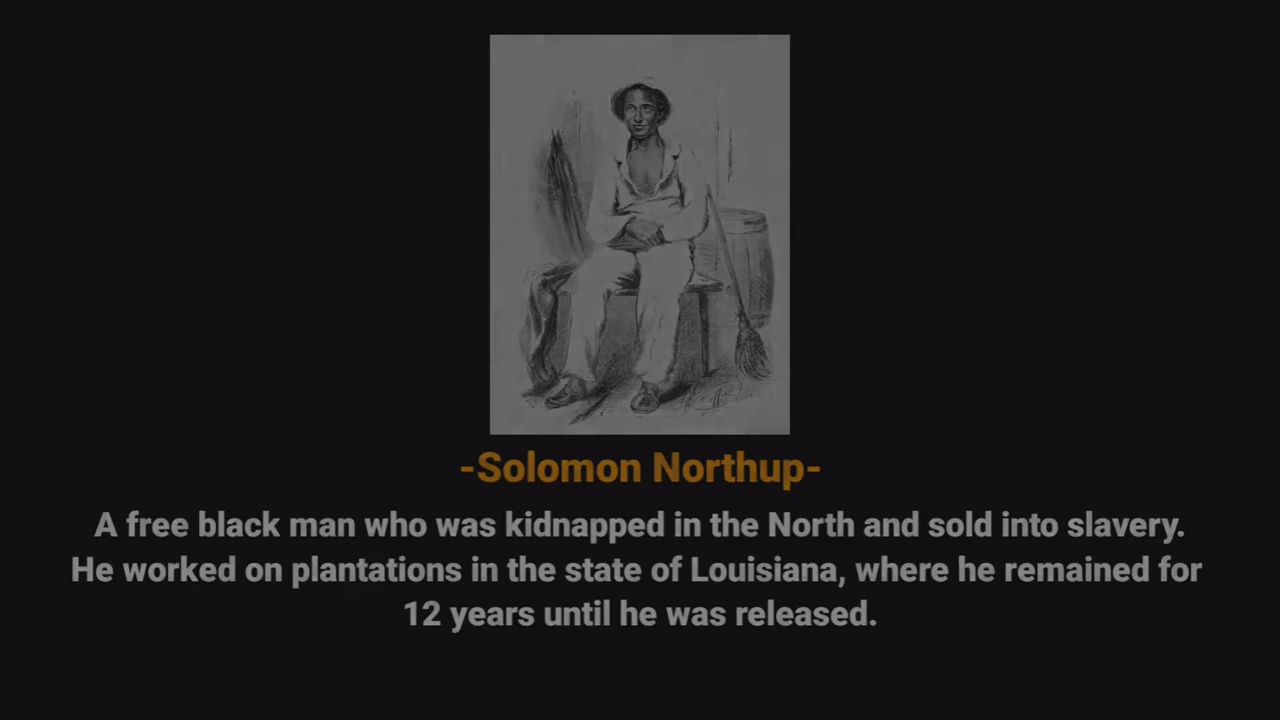 -Solomon Northup-
A free black man who was kidnapped in the North and sold into slavery.
He worked on plantations in the state of Louisiana, where he remained for
12 years until he was released.